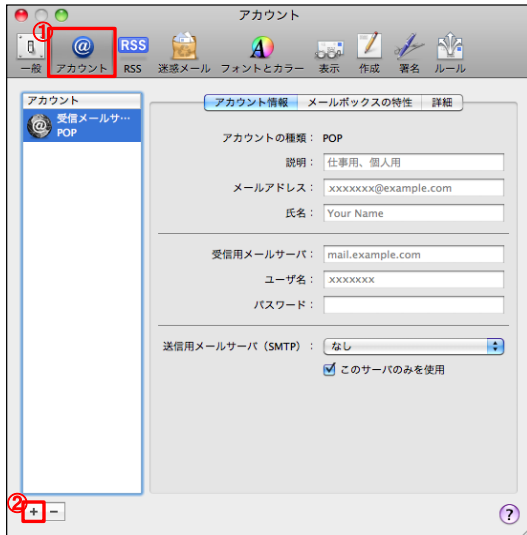 アカウント
①
一般 アカウント RSS 迷惑メール フォントとカラー 表示 作成 署名 ルール
RSS
アカウント
受信メールサ…
POP
アカウント情報 メールボックスの特性 詳細
アカウントの種類： POP
説明： 仕事用、個人用
メールアドレス： xxxxxxx@example.com
氏名： Your Name
受信用メールサーバ： mail.example.com
ユーザ名： xxxxxxx
パスワード：
送信用メールサーバ（SMTP）： なし
このサーバのみを使用
②
+ −
?